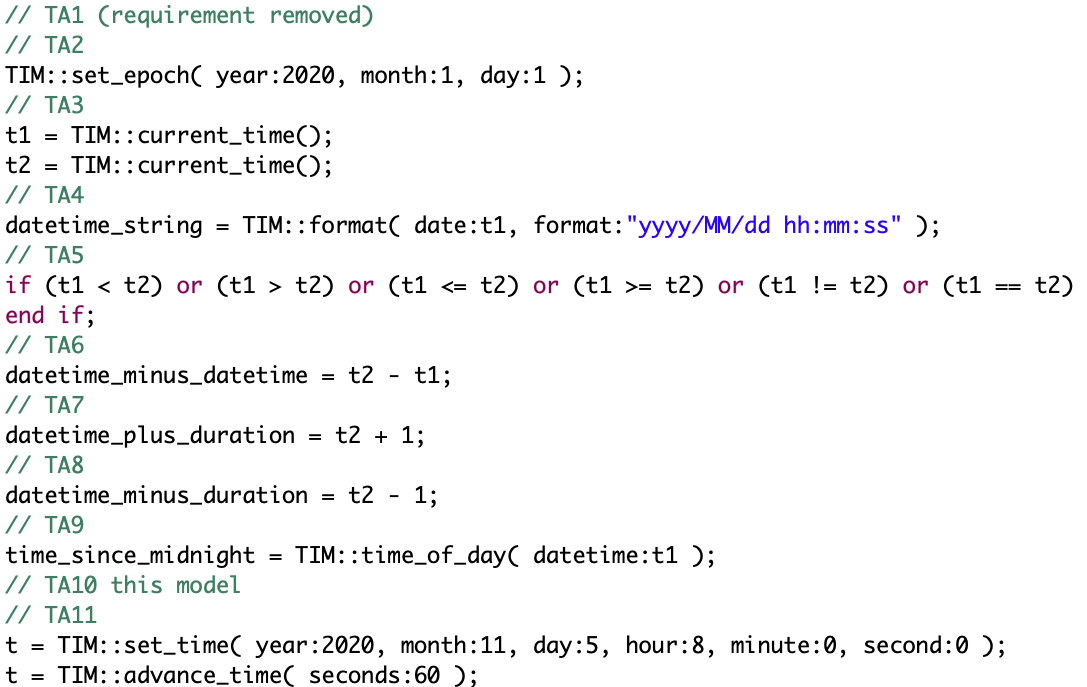 // TA1 (requirement removed)
// TA2
TIM::set_epoch( year:2020, month:1, day:1 );
// TA3
t1 = TIM::current_time();
t2 = TIM::current_time();
// TA4
datetime_string = TIM::format( date:t1, format:"yyyy/MM/dd hh:mm:ss" );
// TA5
if (t1 < t2) or (t1 > t2) or (t1 <= t2) or (t1 >= t2) or (t1 != t2) or (t1 == t2)
end if;
// TA6
datetime_minus_datetime = t2 - t1;
// TA7
datetime_plus_duration = t2 + 1;
// TA8
datetime_minus_duration = t2 - 1;
// TA9
time_since_midnight = TIM::time_of_day( datetime:t1 );
// TA10 this model
// TA11
t = TIM::set_time( year:2020, month:11, day:5, hour:8, minute:0, second:0 );
t = TIM::advance_time( seconds:60 );